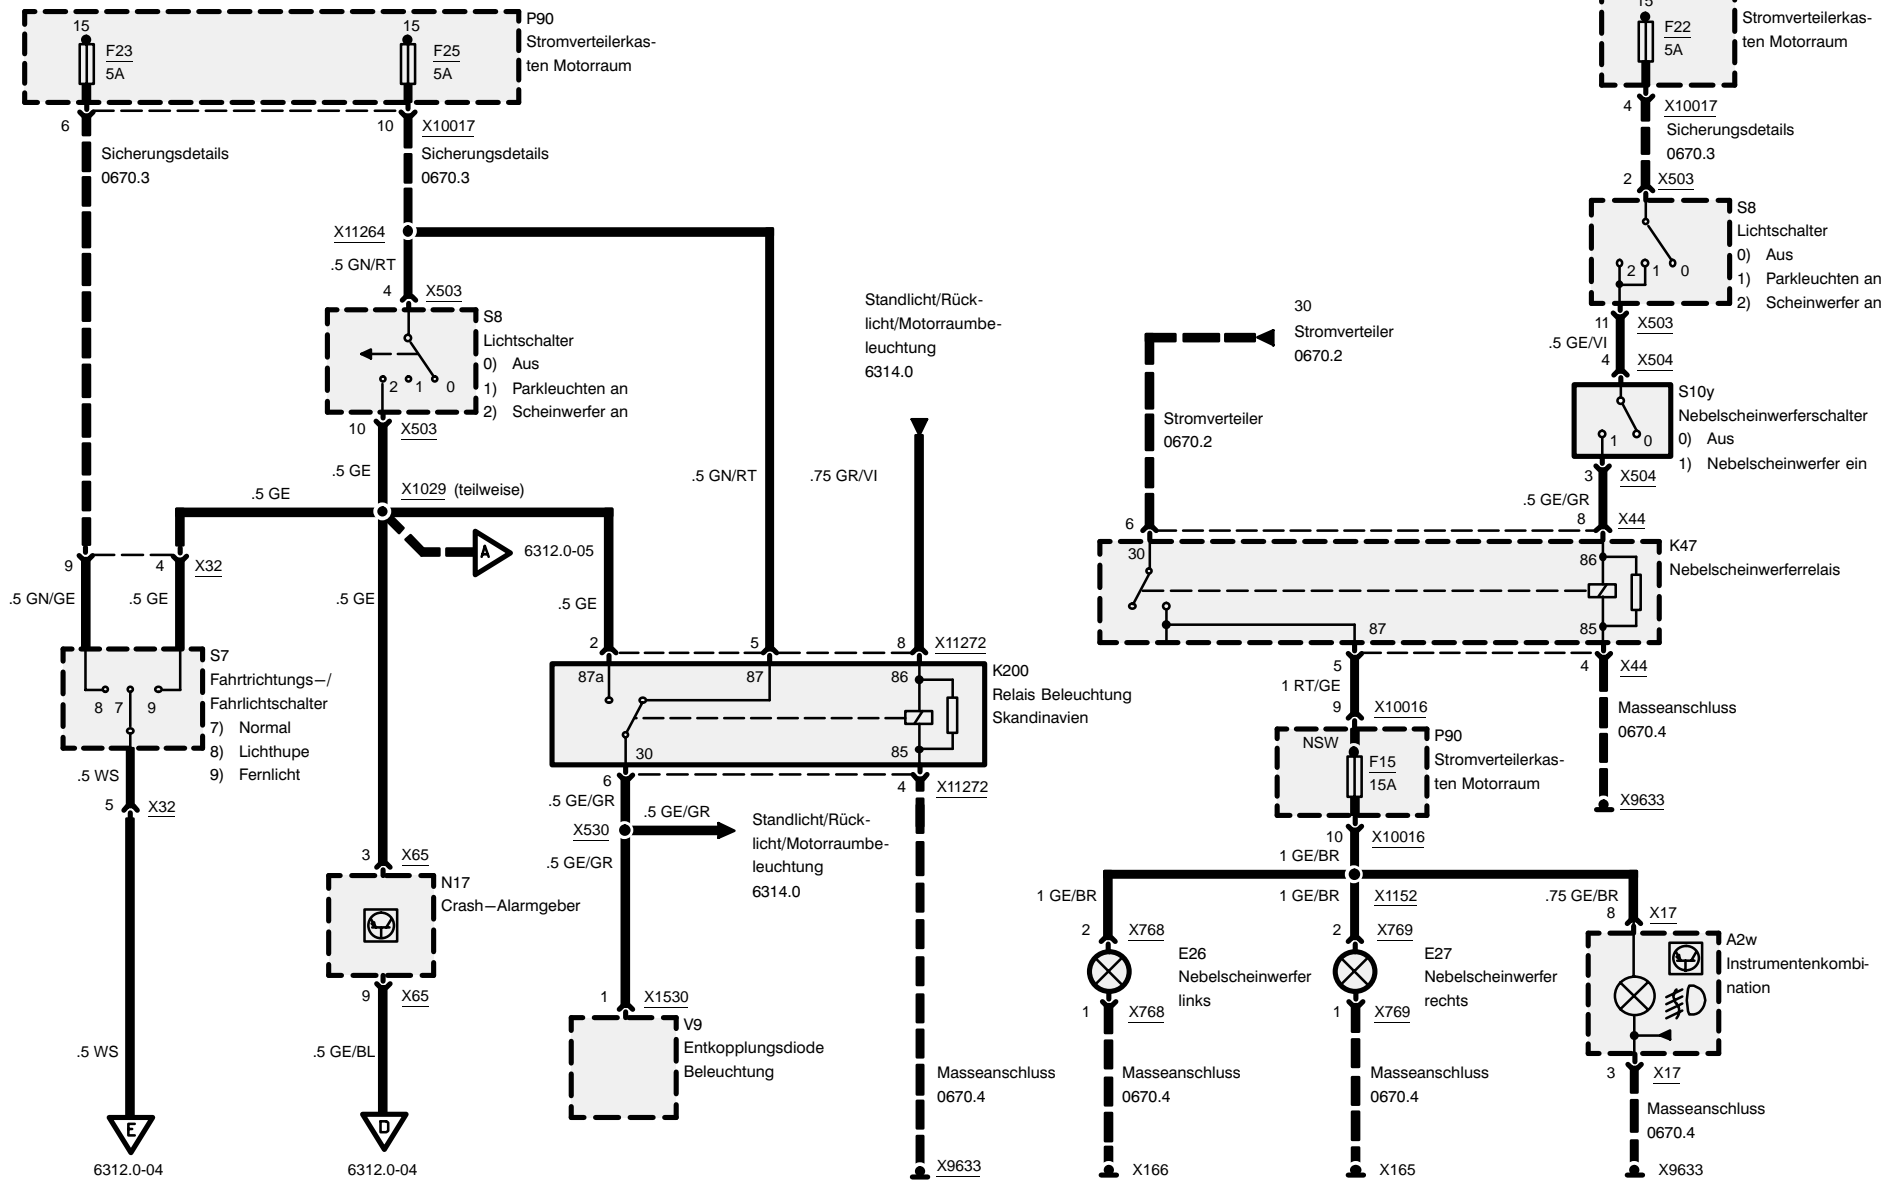 15
F23
5A
15
F25
5A
P90
Stromverteilerkas-
ten Motorraum
6
10
X10017
Sicherungsdetails
0670.3
Sicherungsdetails
0670.3
X11264
.5 GN/RT
4
X503
S8
Lichtschalter
0) Aus
1) Parkleuchten an
2) Scheinwerfer an
2
1
0
10
X503
.5 GE
X1029 (teilweise)
.5 GE
A
6312.0-05
9
4
X32
.5 GN/GE
.5 GE
.5 GE
.5 GE
.5 GN/RT
.75 GR/VI
Standlicht/Rück-
licht/Motorraumbe-
leuchtung
6314.0
S7
Fahrtrichtungs–/
Fahrlichtschalter
7) Normal
8) Lichthupe
9) Fernlicht
8
7
9
.5 WS
5
X32
.5 WS
E
6312.0-04
3
X65
N17
Crash–Alarmgeber
9
X65
.5 GE/BL
D
6312.0-04
2
5
8
X11272
87a
87
86
K200
Relais Beleuchtung
Skandinavien
30
85
6
4
X11272
.5 GE/GR
.5 GE/GR
X530
.5 GE/GR
Standlicht/Rück-
licht/Motorraumbe-
leuchtung
6314.0
1
X1530
V9
Entkopplungsdiode
Beleuchtung
Masseanschluss
0670.4
X9633
15
F22
5A
Stromverteilerkas-
ten Motorraum
4
X10017
Sicherungsdetails
0670.3
2
X503
S8
Lichtschalter
0) Aus
1) Parkleuchten an
2) Scheinwerfer an
2
1
0
11
X503
.5 GE/VI
4
X504
S10y
Nebelscheinwerferschalter
0) Aus
1) Nebelscheinwerfer ein
1
0
3
X504
.5 GE/GR
30
Stromverteiler
0670.2
Stromverteiler
0670.2
6
8
X44
30
86
K47
Nebelscheinwerferrelais
87
85
5
4
X44
1 RT/GE
9
X10016
Masseanschluss
0670.4
X9633
NSW
F15
15A
P90
Stromverteilerkas-
ten Motorraum
10
X10016
1 GE/BR
1 GE/BR
1 GE/BR
X1152
.75 GE/BR
2
X768
E26
Nebelscheinwerfer
links
1
X768
Masseanschluss
0670.4
X166
2
X769
E27
Nebelscheinwerfer
rechts
1
X769
Masseanschluss
0670.4
X165
8
X17
A2w
Instrumentenkombi-
nation
3
X17
Masseanschluss
0670.4
X9633